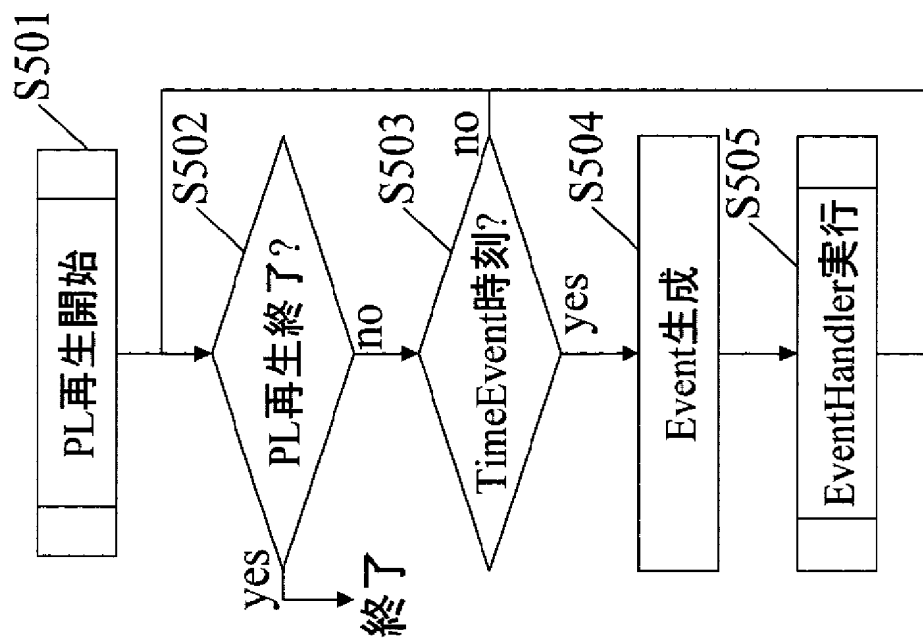 S501
PL再生開始
S502
PL再生終了?
yes
終了
no
S503
TimeEvent時刻?
no
yes
S504
Event生成
S505
EventHandler実行